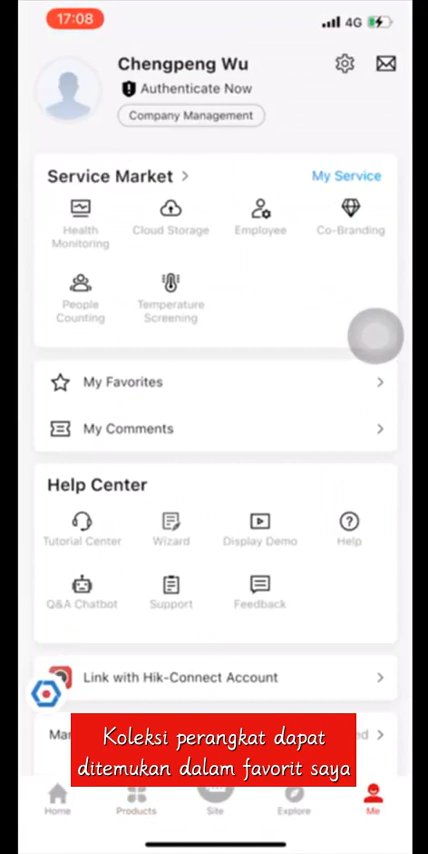 17:08
4G
Chengpeng Wu
Authenticate Now
Company Management
Service Market >
My Service
Health Monitoring
Cloud Storage
Employee
Co-Branding
People Counting
Temperature Screening
My Favorites
My Comments
Help Center
Tutorial Center
Wizard
Display Demo
Help
Q&A Chatbot
Support
Feedback
Link with Hik-Connect Account
Koleksi perangkat dapat
ditemukan dalam favorit saya
Home
Products
Site
Explore
Me